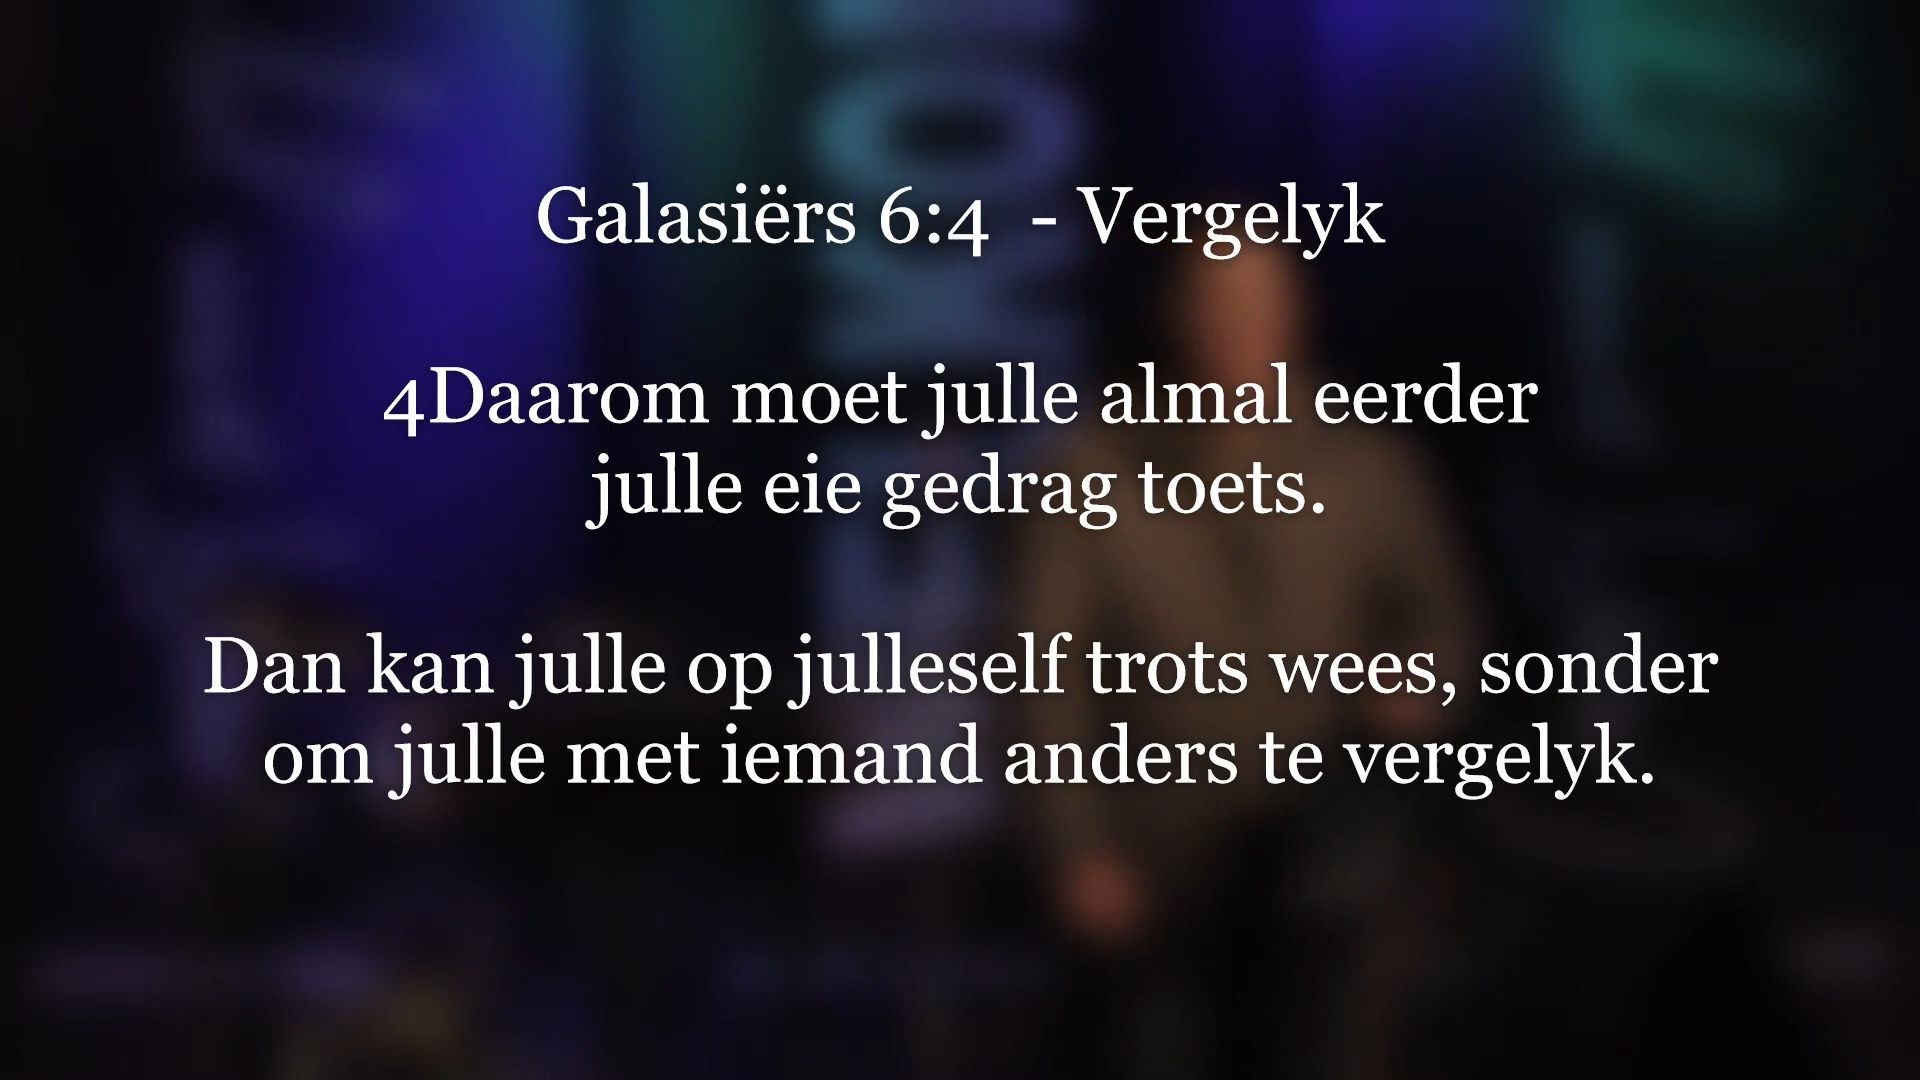 Galasiërs 6:4 - Vergelyk
4Daarom moet julle almal eerder
julle eie gedrag toets.
Dan kan julle op julleself trots wees, sonder
om julle met iemand anders te vergelyk.